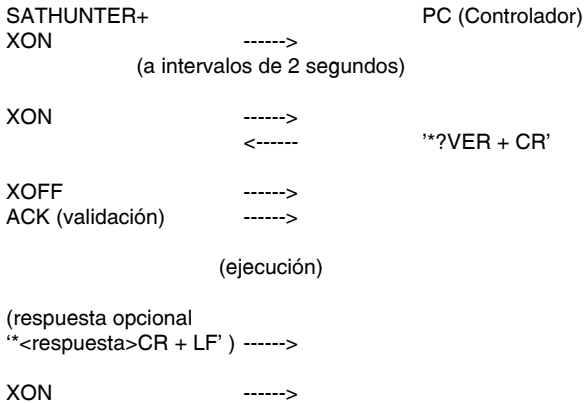 SATHUNTER+ PC (Controlador)
XON ------>
(a intervalos de 2 segundos)
XON ------>
<------ '*?VER + CR'
XOFF ------>
ACK (validación) ------>
(ejecución)
(respuesta opcional
‘*<respuesta>CR + LF’ ) ------>
XON ------>